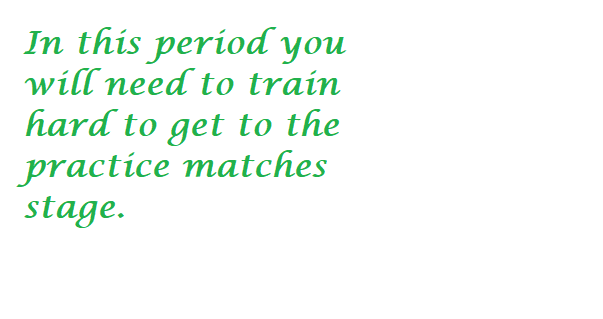 In this period you
will need to train
hard to get to the
practice matches
stage.